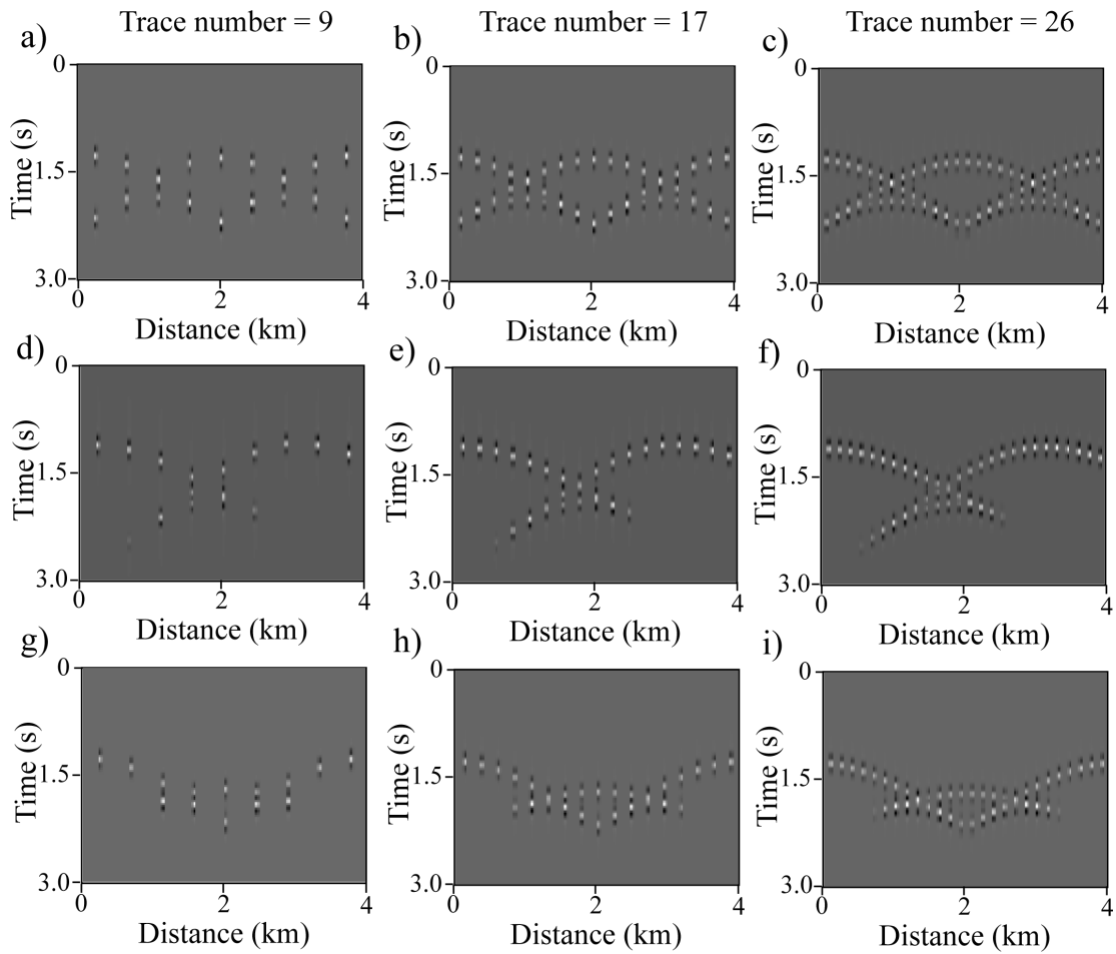 Trace number = 9
Trace number = 17
Trace number = 26
a)
b)
c)
0
0
0
Time (s)
Time (s)
Time (s)
1.5
1.5
1.5
3.0
3.0
3.0
0 2 4
0 2 4
0 2 4
Distance (km)
Distance (km)
Distance (km)
d)
e)
f)
0
0
0
Time (s)
Time (s)
Time (s)
1.5
1.5
1.5
3.0
3.0
3.0
0 2 4
0 2 4
0 2 4
Distance (km)
Distance (km)
Distance (km)
g)
h)
i)
0
0
0
Time (s)
Time (s)
Time (s)
1.5
1.5
1.5
3.0
3.0
3.0
0 2 4
0 2 4
0 2 4
Distance (km)
Distance (km)
Distance (km)